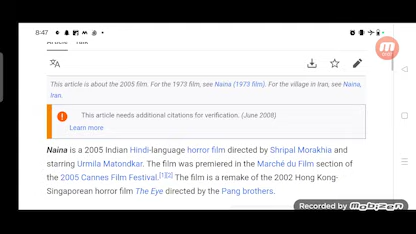 8:47
This article is about the 2005 film. For the 1973 film, see Naina (1973 film). For the village in Iran, see Naina,
Iran.
This article needs additional citations for verification. (June 2008)
Learn more
Naina is a 2005 Indian Hindi-language horror film directed by Shripal Morakhia and
starring Urmila Matondkar. The film was premiered in the Marché du Film section of
the 2005 Cannes Film Festival.[1][2] The film is a remake of the 2002 Hong Kong-
Singaporean horror film The Eye directed by the Pang brothers.
Recorded by Mobizen